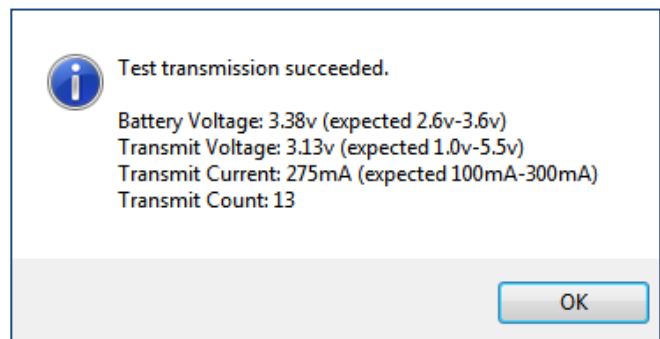 Test transmission succeeded.
Battery Voltage: 3.38v (expected 2.6v-3.6v)
Transmit Voltage: 3.13v (expected 1.0v-5.5v)
Transmit Current: 275mA (expected 100mA-300mA)
Transmit Count: 13
OK